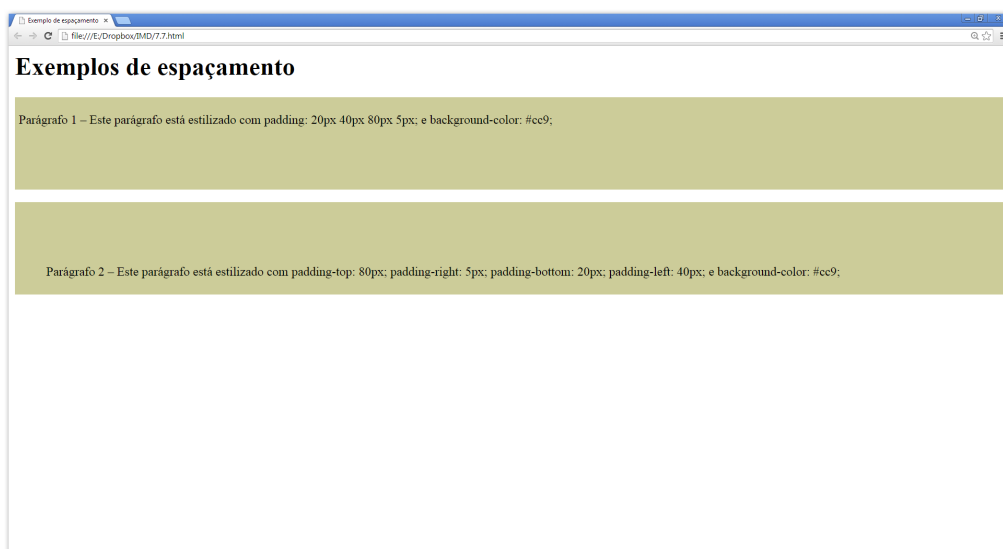 Exemplo de espaçamento
file:///E:/Dropbox/IMD/7.7.html
Exemplos de espaçamento
Parágrafo 1 – Este parágrafo está estilizado com padding: 20px 40px 80px 5px; e background-color: #cc9;
Parágrafo 2 – Este parágrafo está estilizado com padding-top: 80px; padding-right: 5px; padding-bottom: 20px; padding-left: 40px; e background-color: #cc9;